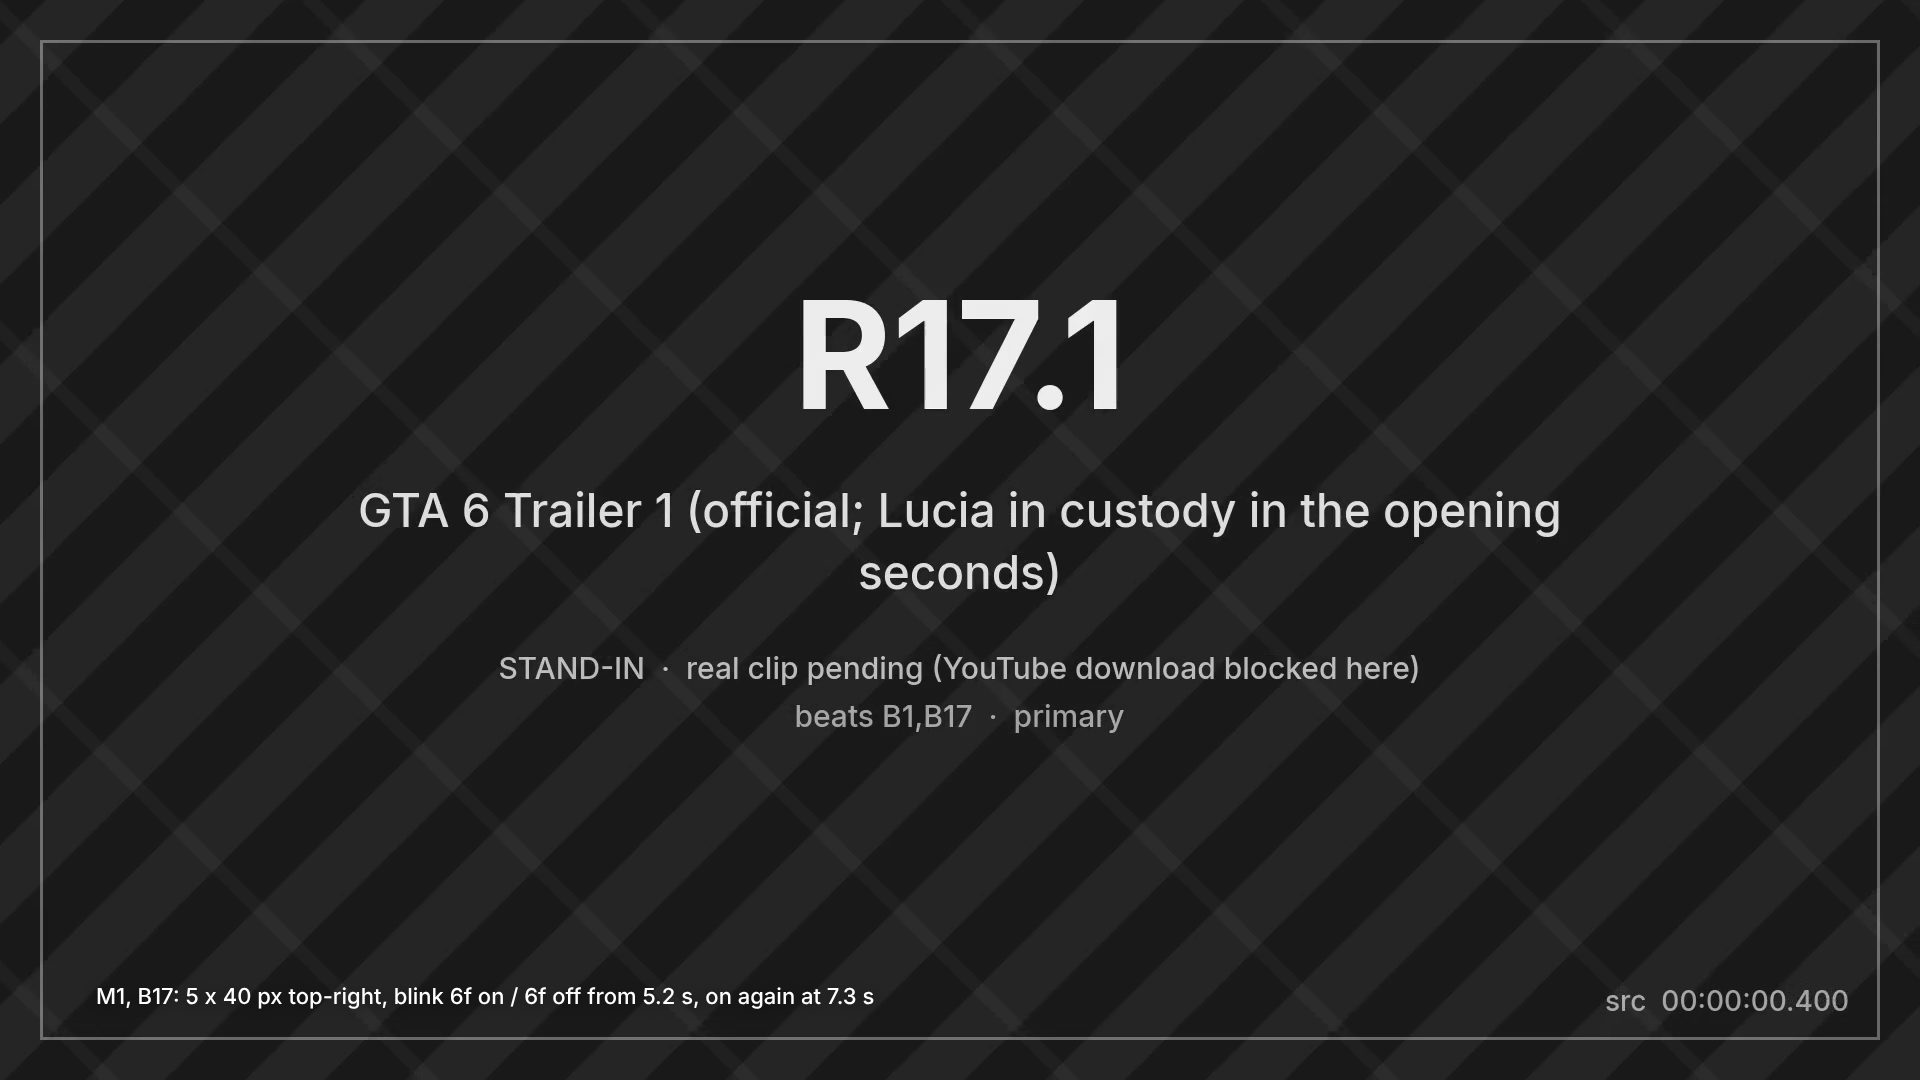 R17.1
GTA 6 Trailer 1 (official; Lucia in custody in the opening
seconds)
STAND-IN · real clip pending (YouTube download blocked here)
beats B1,B17 · primary
M1, B17: 5 x 40 px top-right, blink 6f on / 6f off from 5.2 s, on again at 7.3 s
src 00:00:00.400